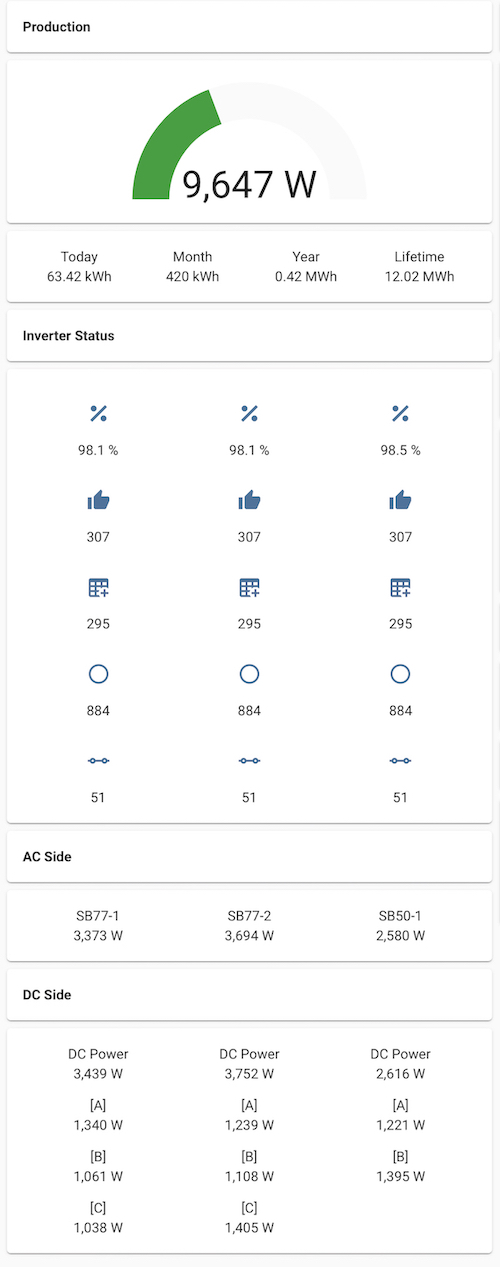 Production
9,647 W
Today Month Year Lifetime
63.42 kWh 420 kWh 0.42 MWh 12.02 MWh
Inverter Status
98.1 % 98.1 % 98.5 %
307 307 307
295 295 295
884 884 884
51 51 51
AC Side
SB77-1 SB77-2 SB50-1
3,373 W 3,694 W 2,580 W
DC Side
DC Power DC Power DC Power
3,439 W 3,752 W 2,616 W
[A] [A] [A]
1,340 W 1,239 W 1,221 W
[B] [B] [B]
1,061 W 1,108 W 1,395 W
[C] [C]
1,038 W 1,405 W